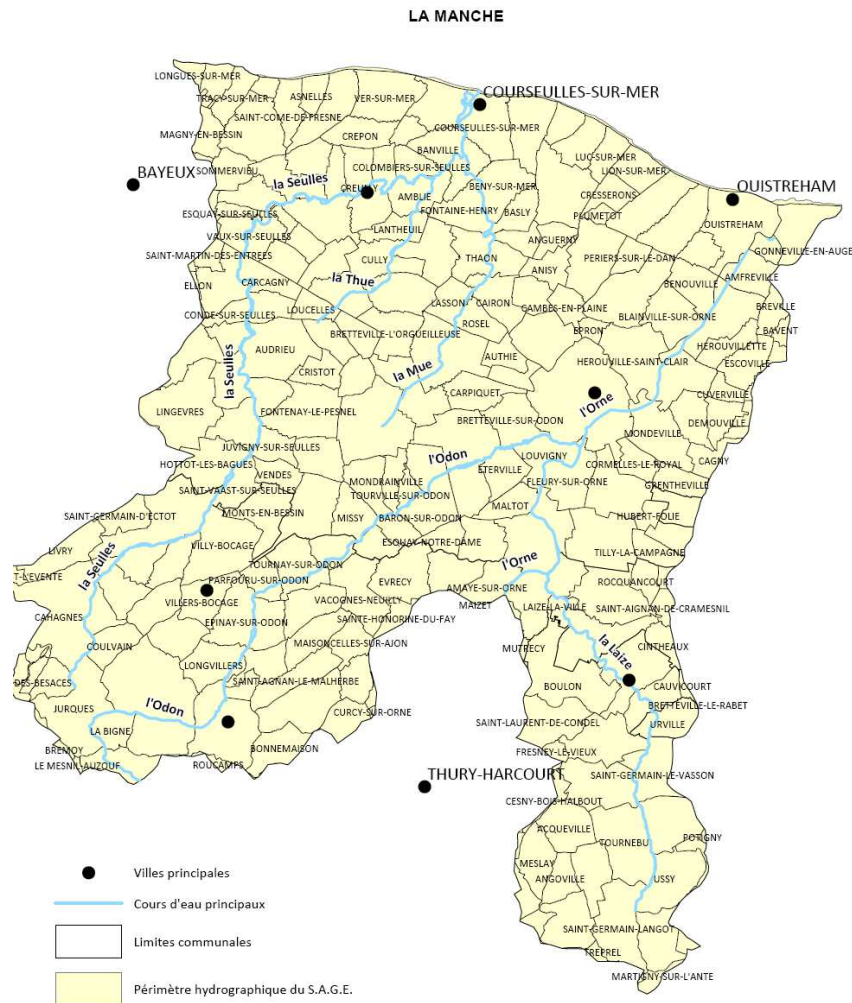 LA MANCHE
LONGUES-SUR-MER
COURSEULLES-SUR-MER
TRACY-SUR-MER
ASNELLES
VER-SUR-MER
SAINT-COME-DE-FRESNE
MAGNY-EN-BESSIN
CREPON
COURSEULLES-SUR-MER
BANVILLE
LUC-SUR-MER
LION-SUR-MER
SOMMERVIEU
COLOMBIERS-SUR-SEULLES
BAYEUX
la Seulles
CREULLY
AMBLIE
BENY-SUR-MER
CRESSERONS
OUISTREHAM
ESQUAY-SUR-SEULLES
FONTAINE-HENRY
BASLY
PLUMETOT
OUISTREHAM
VAUX-SUR-SEULLES
LANTHEUIL
ANGUERNY
GONNEVILLE-EN-AUGE
SAINT-MARTIN-DES-ENTREES
CULLY
THAON
PERIERS-SUR-LE-DAN
ANISY
AMFREVILLE
ELLON
CARCAGNY
la Thue
BENOUVILLE
LOUCELLES
LASSON
CAIRON
GAMBES-EN-PLAINE
BREVILLE
CONDE-SUR-SEULLES
BLAINVILLE-SUR-ORNE
BRETTEVILLE-L'ORGUEILLEUSE
ROSEL
EPRON
BAVENT
HEROUVILLETTE
AUDRIEU
AUTHIE
HEROUVILLE-SAINT-CLAIR
ESCOVILLE
CRISTOT
la Mue
la Seulles
CARPIQUET
CUVERVILLE
LINGEVRES
FONTENAY-LE-PESNEL
BRETTEVILLE-SUR-ODON
l'Orne
DEMOUVILLE
MONDEVILLE
JUVIGNY-SUR-SEULLES
l'Odon
LOUVIGNY
CAGNY
HOTTOT-LES-BAGUES
ETERVILLE
CORMELLES-LE-ROYAL
VENDES
MONDRAINVILLE
FLEURY-SUR-ORNE
GRENTHEVILLE
SAINT-VAAST-SUR-SEULLES
TOURVILLE-SUR-ODON
MALTOT
SAINT-GERMAIN-D'ECTOT
MONTS-EN-BESSIN
MISSY
BARON-SUR-ODON
HUBERT-FOLIE
ESQUAY-NOTRE-DAME
LIVRY
VILLY-BOCAGE
TILLY-LA-CAMPAGNE
TOURNAY-SUR-ODON
l'Orne
T-L'EVENTE
la Seulles
PARFOURU-SUR-ODON
EVRECY
AMAYE-SUR-ORNE
ROCQUANCOURT
VILLERS-BOCAGE
VACOGNES-NEUILLY
MAIZET
LAIZE-LA-VILLE
SAINT-AIGNAN-DE-CRAMESNIL
CAHAGNES
EPINAY-SUR-ODON
SAINTE-HONORINE-DU-FAY
la Laize
COULVAIN
MAISONCELLES-SUR-AJON
MUTRECY
CINTHEAUX
LONGVILLERS
DES-BESACES
SAINT-AGNAN-LE-MALHERBE
BOULON
CAUVICOURT
JURQUES
l'Odon
CURCY-SUR-ORNE
BRETTEVILLE-LE-RABET
SAINT-LAURENT-DE-CONDEL
URVILLE
LA BIGNE
BREMOY
BONNEMAISON
FRESNEY-LE-VIEUX
LE MESNIL-AUZOUF
ROUCAMPS
THURY-HARCOURT
SAINT-GERMAIN-LE-VASSON
CESNY-BOIS-HALBOUT
ACQUEVILLE
TOURNEBU
POTIGNY
MESLAY
ANGOVILLE
USSY
SAINT-GERMAIN-LANGOT
TREPREL
MARTIGNY-SUR-L'ANTE
Villes principales
Cours d'eau principaux
Limites communales
Périmètre hydrographique du S.A.G.E.